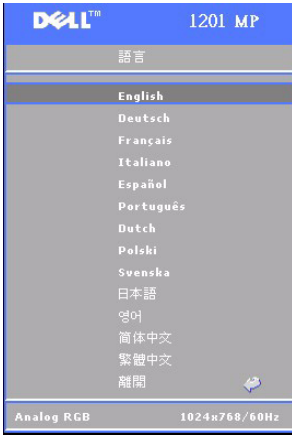 DELL™ 1201 MP
語言
English
Deutsch
Français
Italiano
Español
Português
Dutch
Polski
Svenska
日本語
영어
简体中文
繁體中文
離開
Analog RGB 1024x768/60Hz